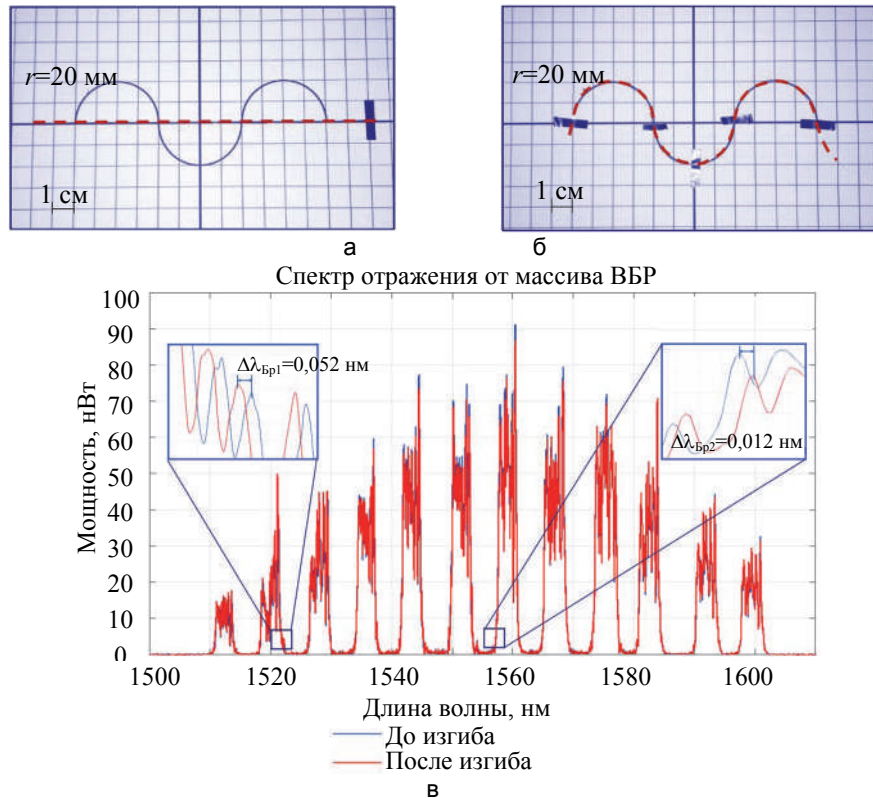 r=20 мм
1 см
а
r=20 мм
1 см
б
Спектр отражения от массива ВБР
Мощность, нВт
100
90
80
70
60
50
40
30
20
10
0
Δλ_Бр1=0,052 нм
Δλ_Бр2=0,012 нм
1500 1520 1540 1560 1580 1600
Длина волны, нм
До изгиба
После изгиба
в